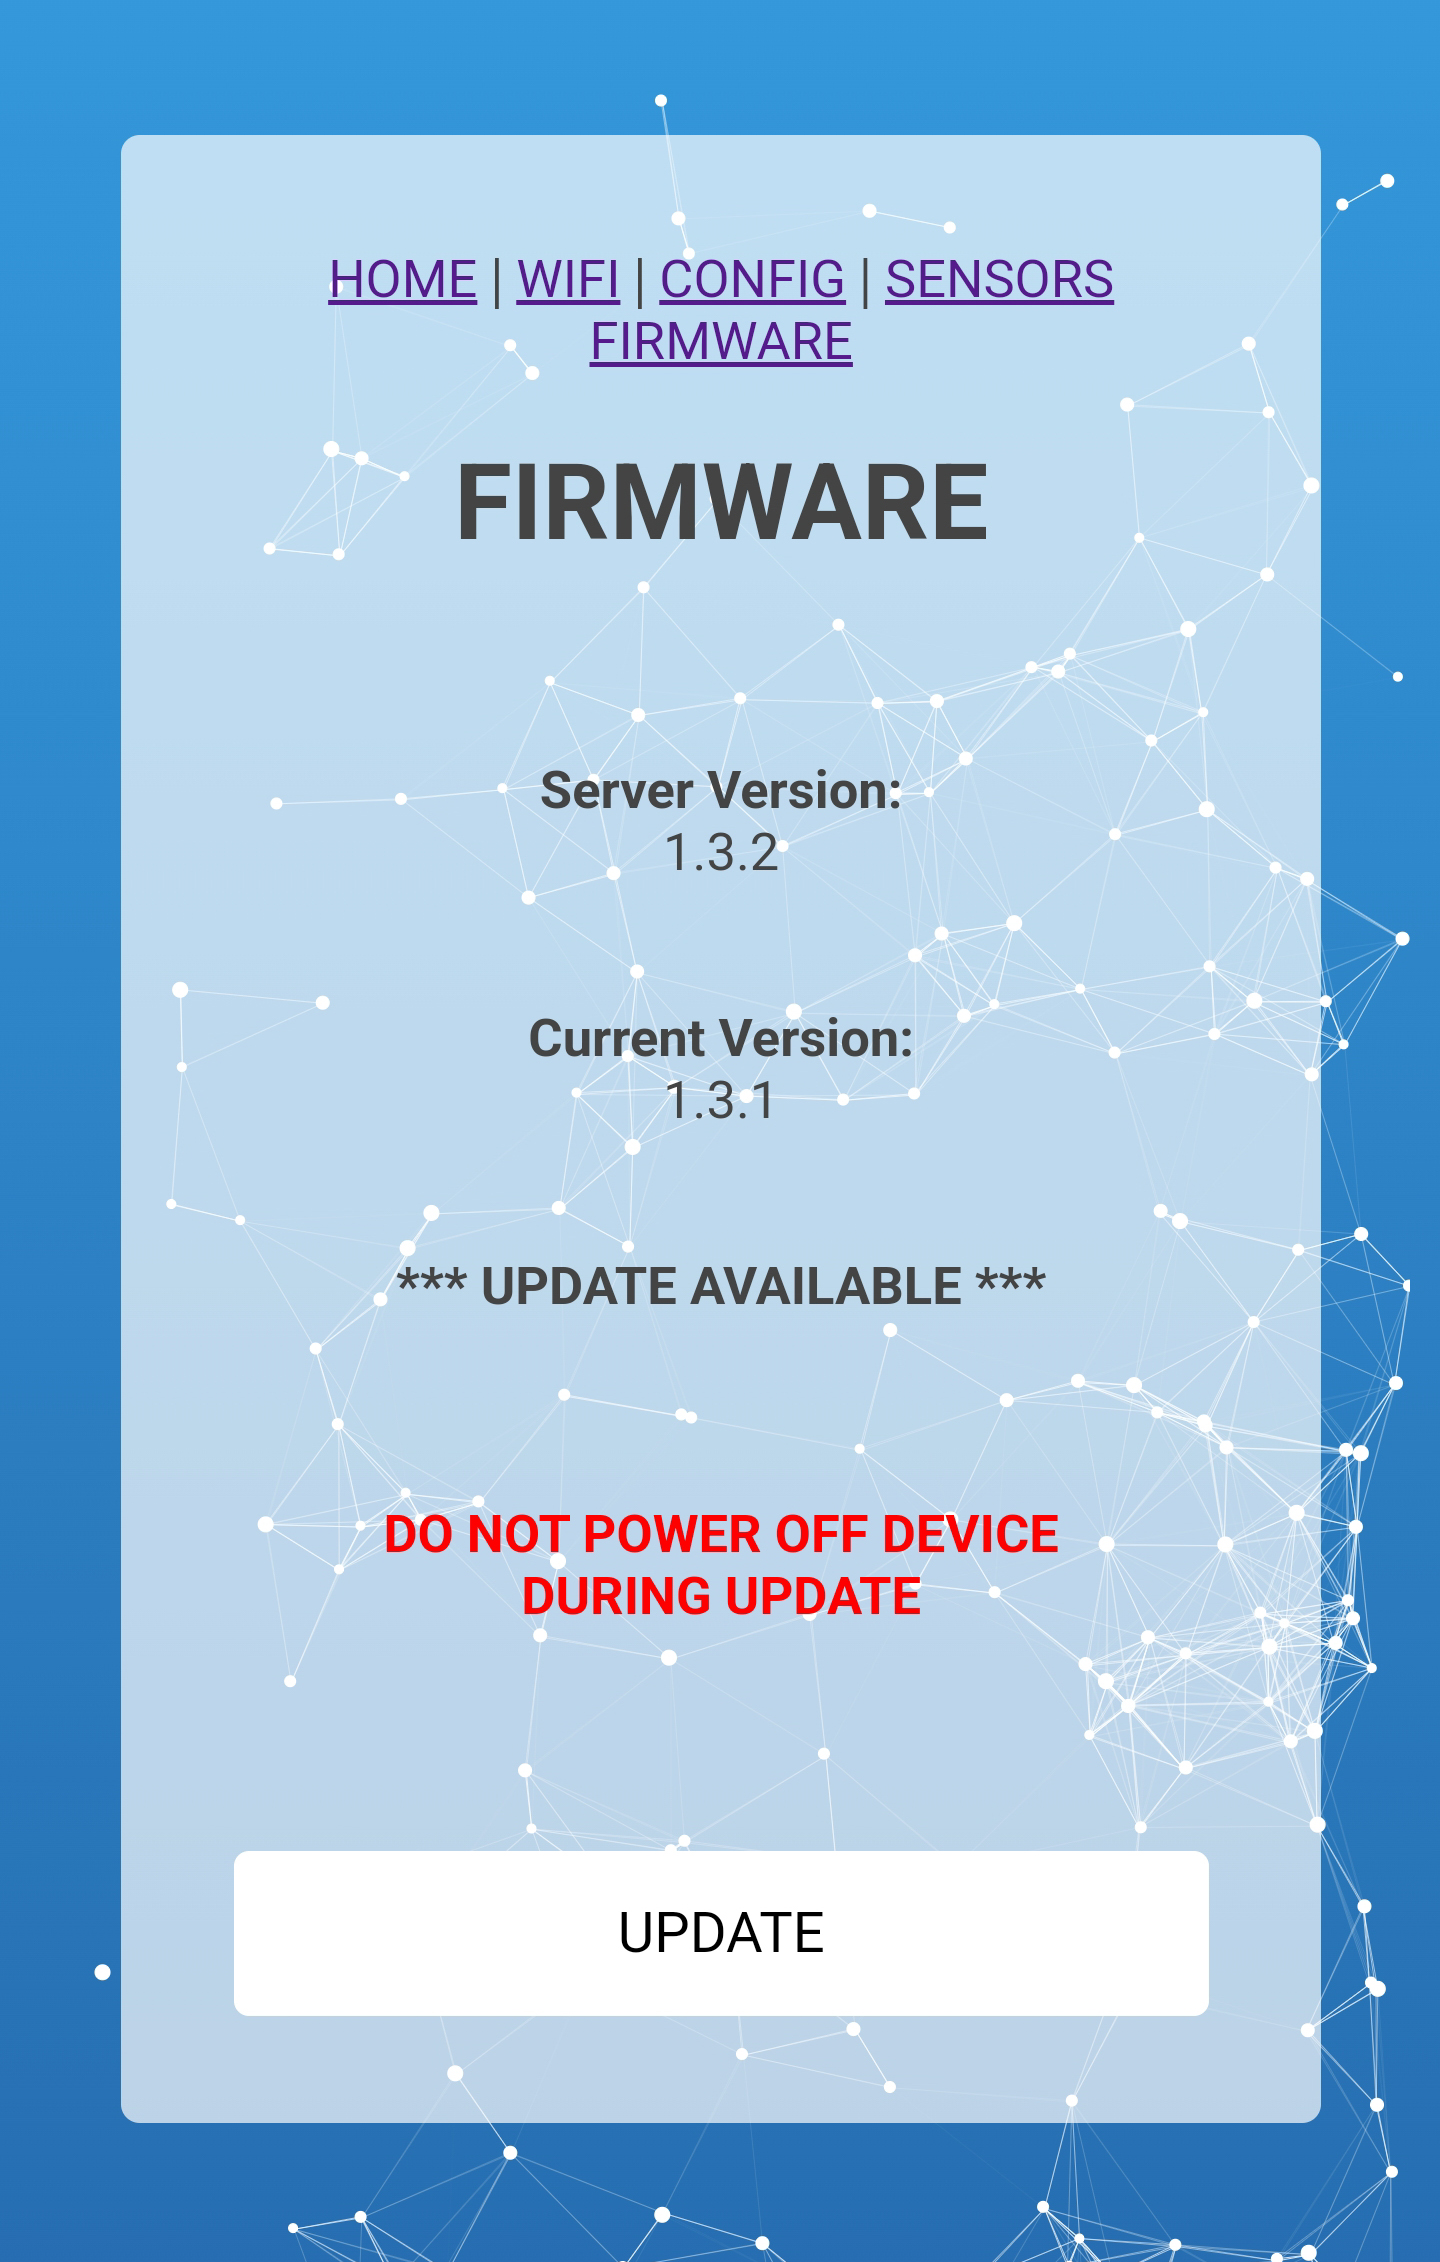 HOME | WIFI | CONFIG | SENSORS
FIRMWARE
FIRMWARE
Server Version:
1.3.2
Current Version:
1.3.1
*** UPDATE AVAILABLE ***
DO NOT POWER OFF DEVICE
DURING UPDATE
UPDATE